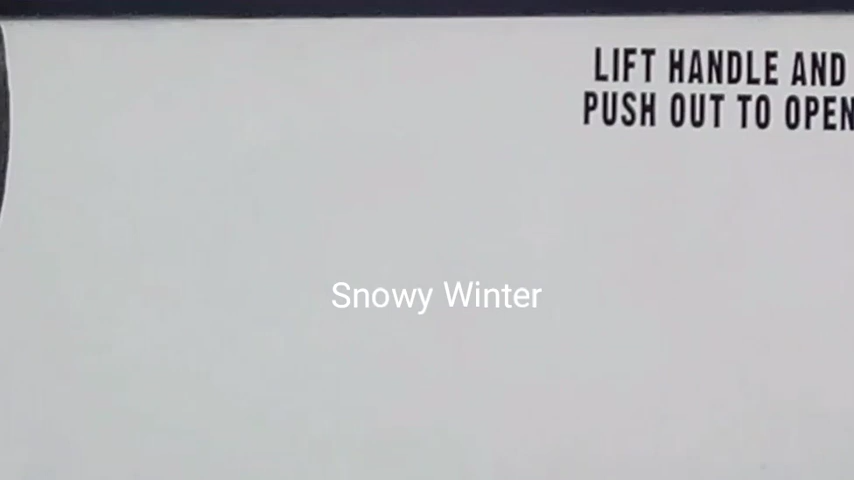 LIFT HANDLE AND
PUSH OUT TO OPEN
Snowy Winter